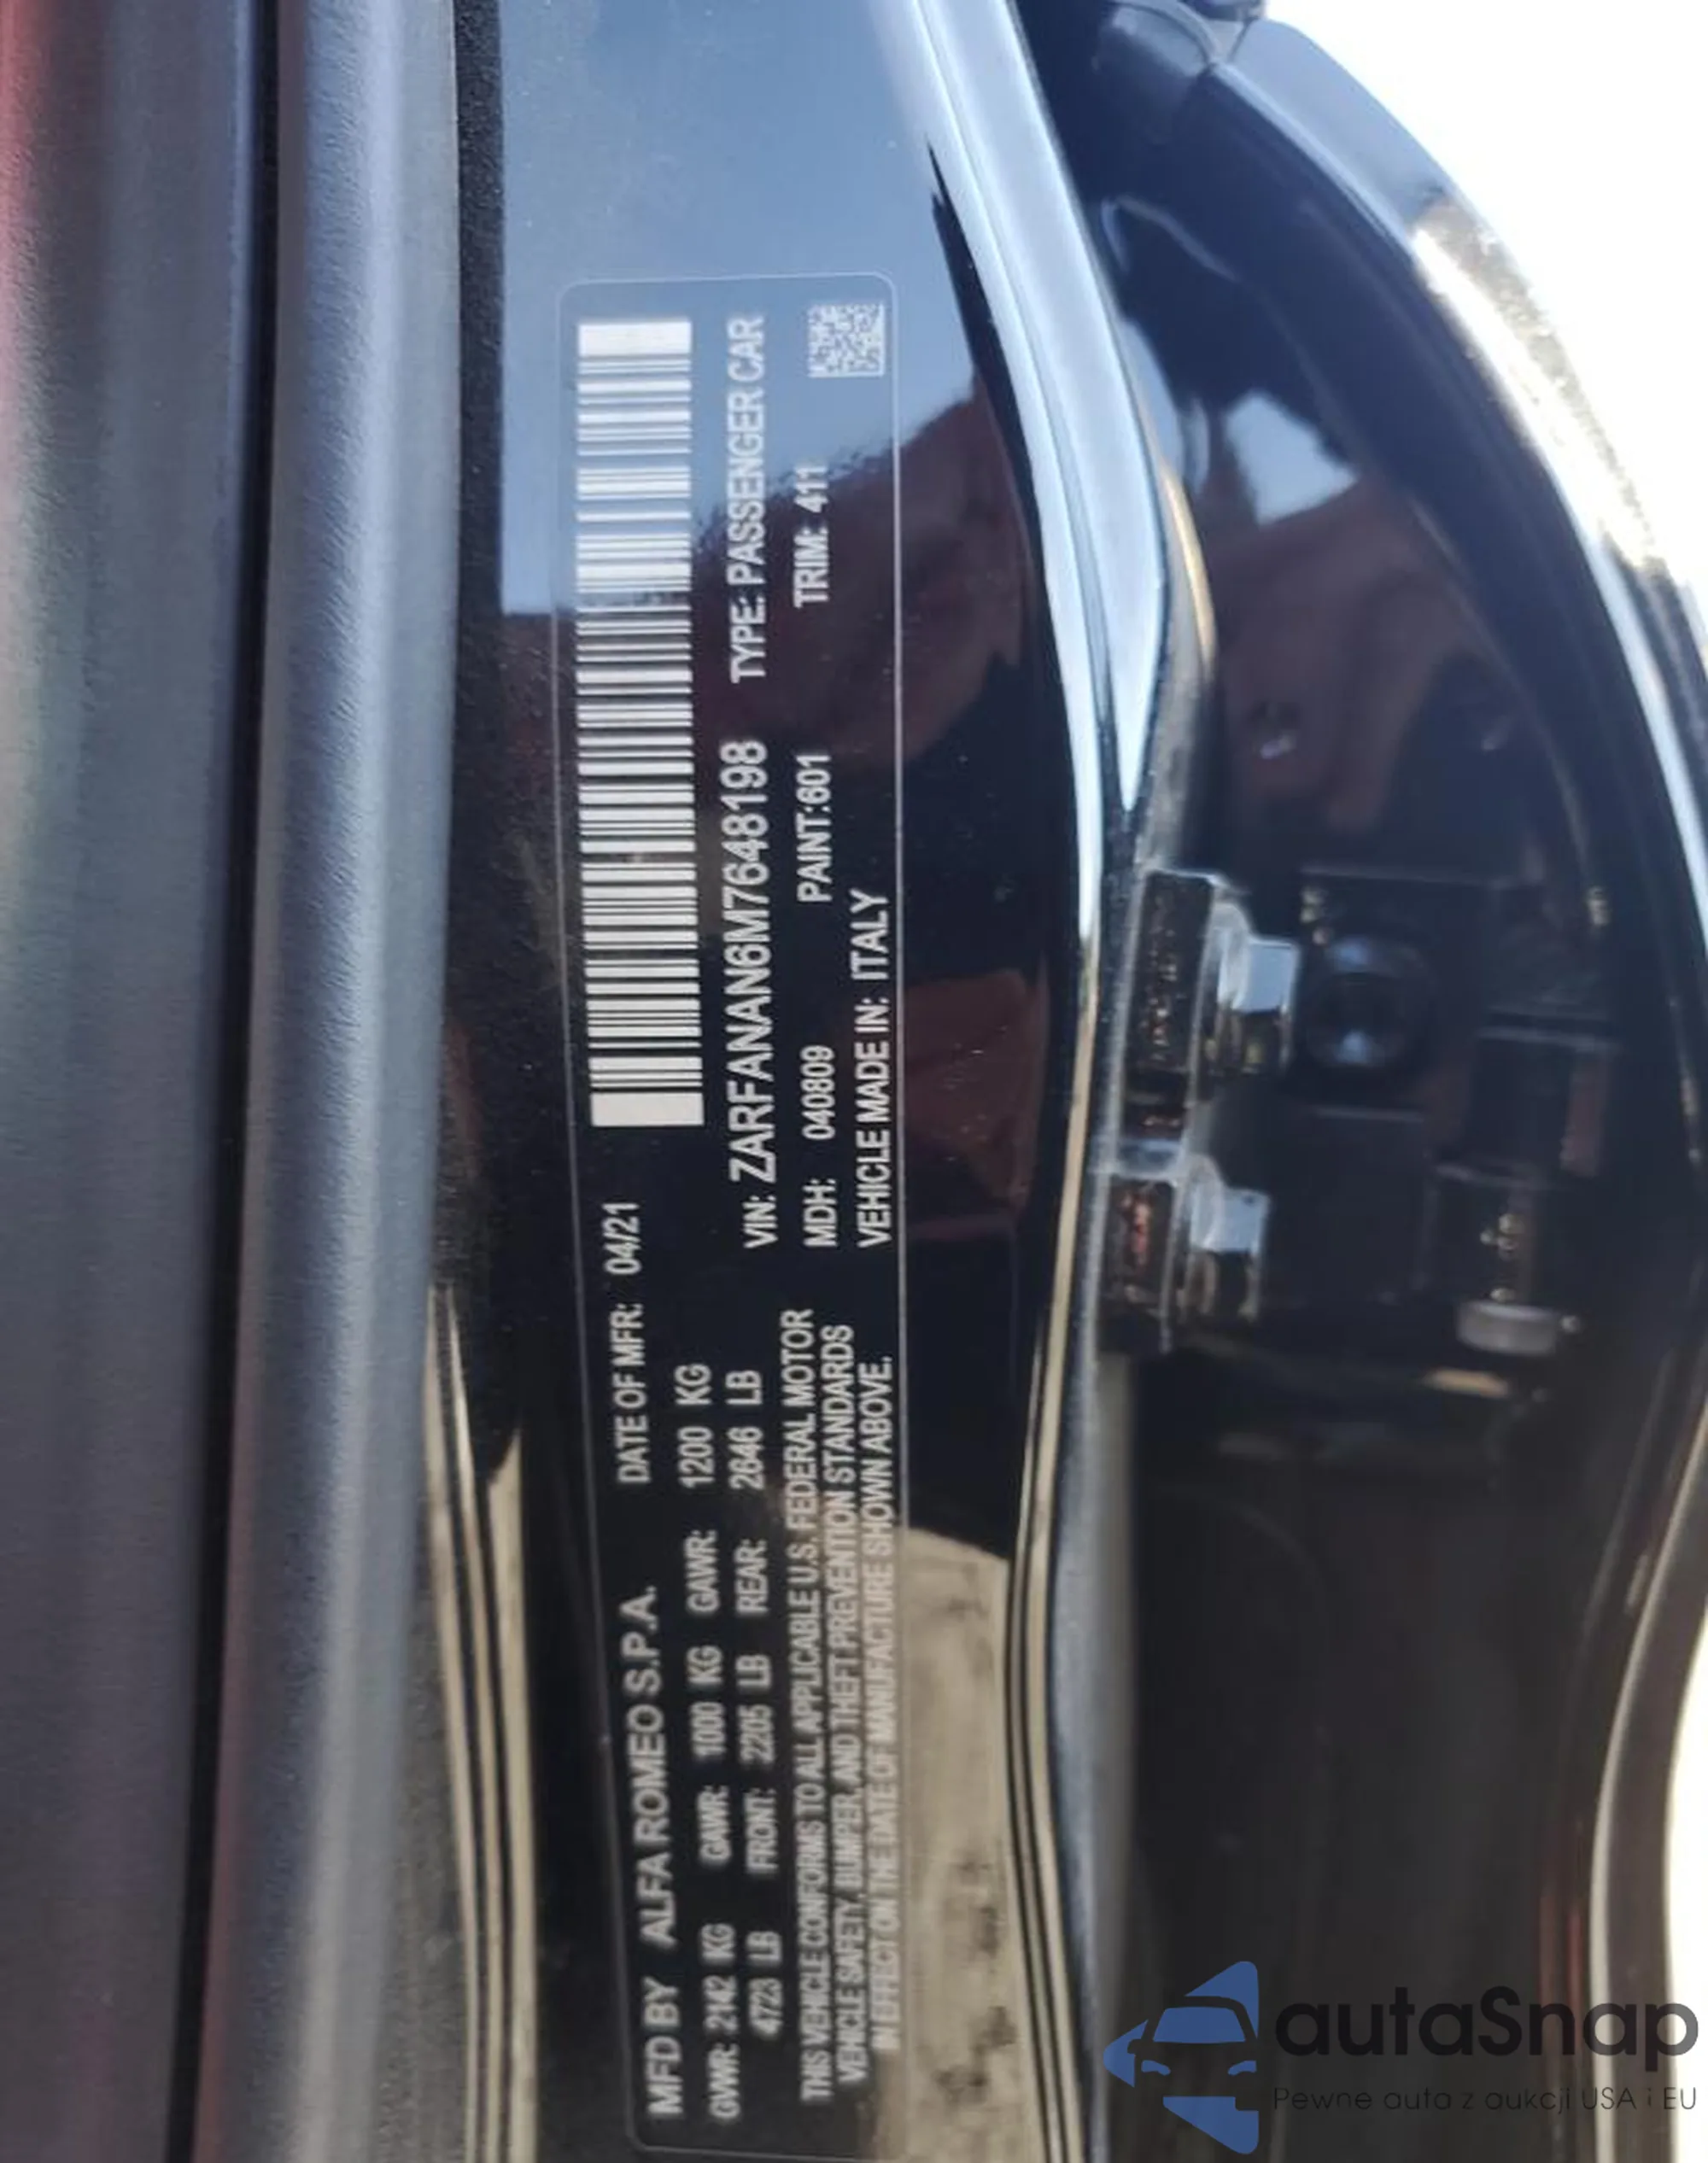 MFD BY ALFA ROMEO S.P.A. DATE OF MFR: 04/21
GVWR: 2142 KG GAWR: 1000 KG GAWR: 1200 KG
4723 LB FRONT: 2205 LB REAR: 2646 LB
THIS VEHICLE CONFORMS TO ALL APPLICABLE U.S. FEDERAL MOTOR
VEHICLE SAFETY, BUMPER, AND THEFT PREVENTION STANDARDS
IN EFFECT ON THE DATE OF MANUFACTURE SHOWN ABOVE.
VIN: ZARFANAN6M7648198 TYPE: PASSENGER CAR
MDH: 040809 PAINT:601 TRIM: 411
VEHICLE MADE IN: ITALY
autaSnap
Pewne auta z aukcji USA i EU